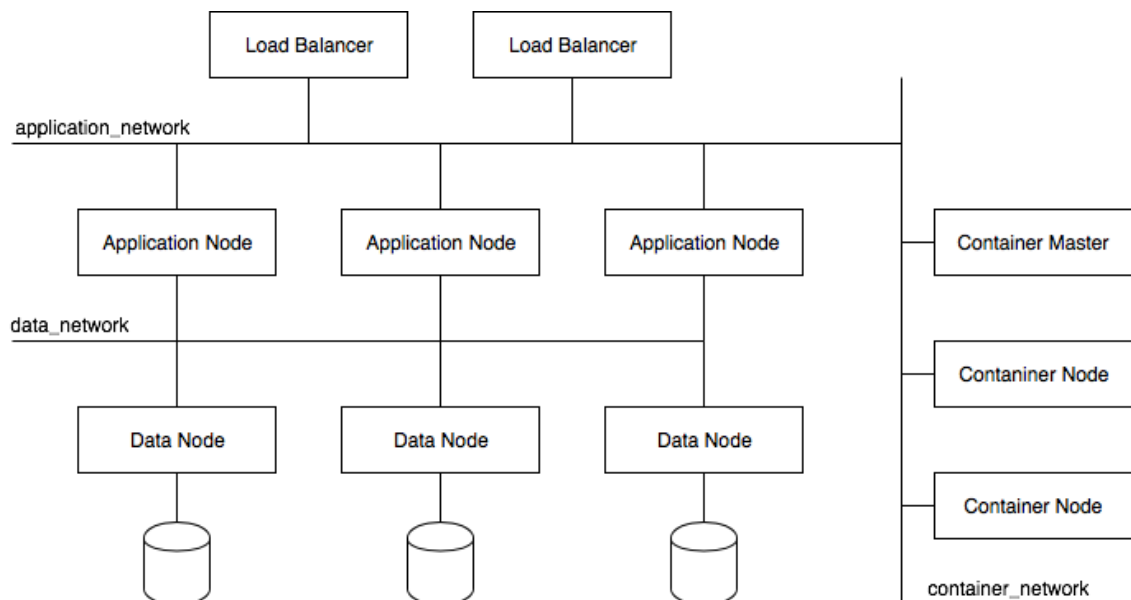 Load Balancer
Load Balancer
application_network
Application Node
Application Node
Application Node
Container Master
data_network
Contaniner Node
Data Node
Data Node
Data Node
Container Node
container_network